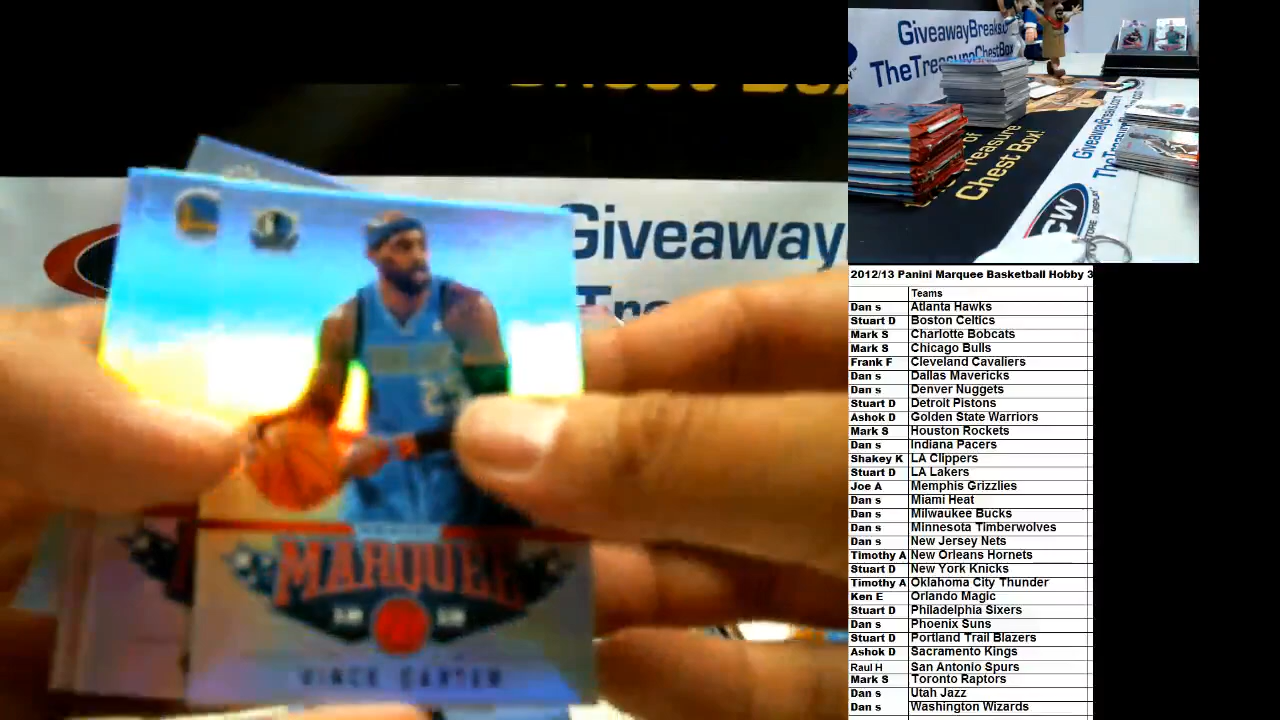 Giveaway
MARQUEE
VINCE CARTER
GiveawayBreaks.c
TheTreasureChestBox
Treasure
Chest Box!
GiveawayBreaks.com
CW
DISPLAY
2012/13 Panini Marquee Basketball Hobby 3
Teams
Dan s Atlanta Hawks
Stuart D Boston Celtics
Mark S Charlotte Bobcats
Mark S Chicago Bulls
Frank F Cleveland Cavaliers
Dan s Dallas Mavericks
Dan s Denver Nuggets
Stuart D Detroit Pistons
Ashok D Golden State Warriors
Mark S Houston Rockets
Dan s Indiana Pacers
Shakey K LA Clippers
Stuart D LA Lakers
Joe A Memphis Grizzlies
Dan s Miami Heat
Dan s Milwaukee Bucks
Dan s Minnesota Timberwolves
Dan s New Jersey Nets
Timothy A New Orleans Hornets
Stuart D New York Knicks
Timothy A Oklahoma City Thunder
Ken E Orlando Magic
Stuart D Philadelphia Sixers
Dan s Phoenix Suns
Stuart D Portland Trail Blazers
Ashok D Sacramento Kings
Raul H San Antonio Spurs
Mark S Toronto Raptors
Dan s Utah Jazz
Dan s Washington Wizards